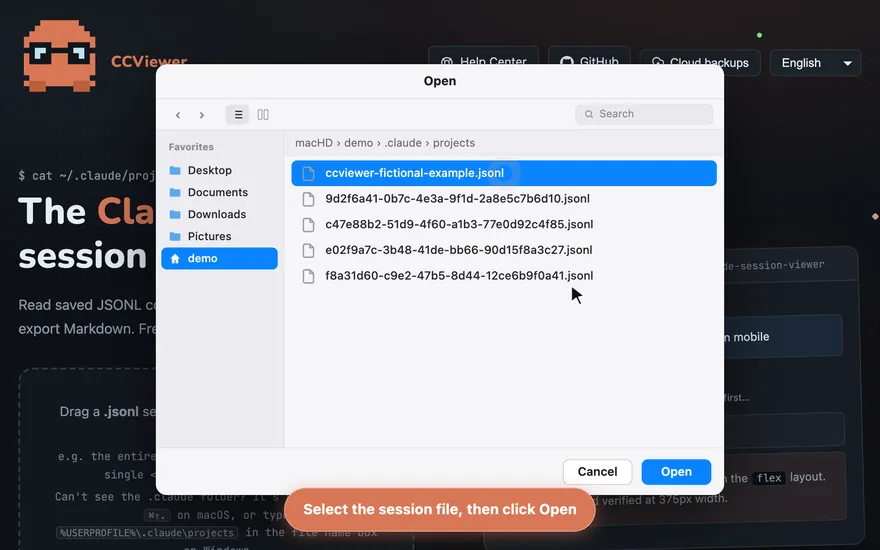 CCViewer
Help Center
GitHub
Cloud backups
English
Open
Search
Favorites
Desktop
Documents
Downloads
Pictures
demo
macHD › demo › .claude › projects
ccviewer-fictional-example.jsonl
9d2f6a41-0b7c-4e3a-9f1d-2a8e5c7b6d10.jsonl
c47e88b2-51d9-4f60-a1b3-77e0d92c4f85.jsonl
e02f9a7c-3b48-41de-bb66-90d15f8a3c27.jsonl
f8a31d60-c9e2-47b5-8d44-12ce6b9f0a41.jsonl
Cancel
Open
$ cat ~/.claude/proj
The Cla
session
Read saved JSONL co
export Markdown. Fre
Drag a .jsonl se
e.g. the entire
single <
Can't see the .claude folder? It's
⌘⇧. on macOS, or typ
%USERPROFILE%\.claude\projects in the file name box
on Windows
de-session-viewer
n mobile
first...
n the flex layout.
d verified at 375px width.
Select the session file, then click Open